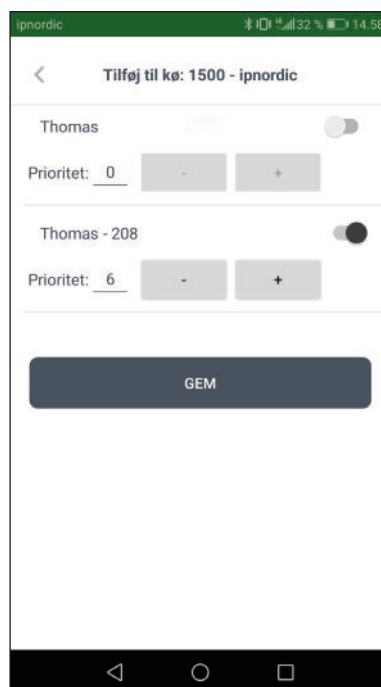 ipnordic 32 % 14.58
Tilføj til kø: 1500 - ipnordic
Thomas
Prioritet: 0 - +
Thomas - 208
Prioritet: 6 - +
GEM